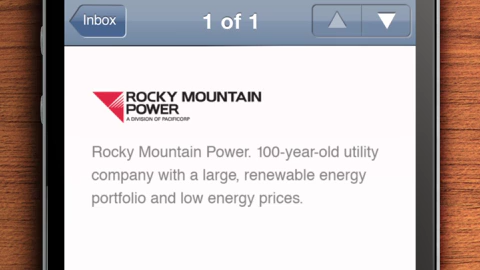 Inbox
1 of 1
ROCKY MOUNTAIN
POWER
A DIVISION OF PACIFICORP
Rocky Mountain Power. 100-year-old utility
company with a large, renewable energy
portfolio and low energy prices.